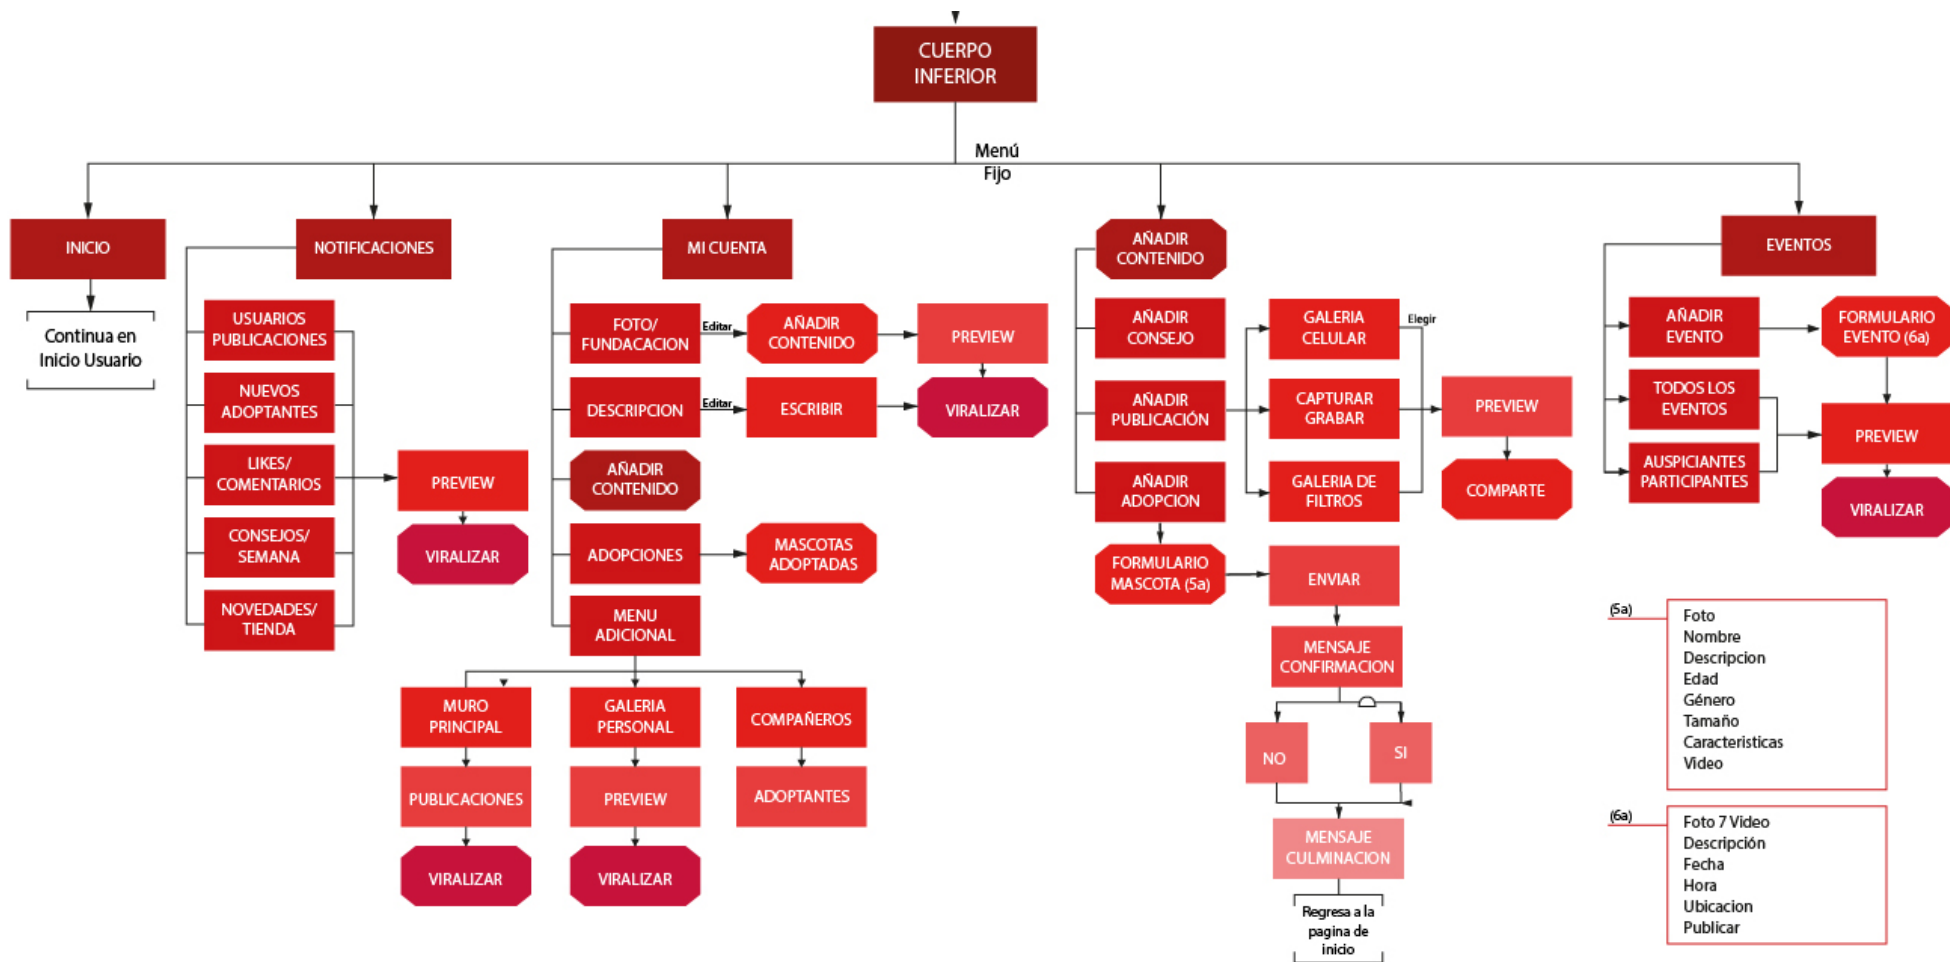 CUERPO
INFERIOR
Menú
Fijo
INICIO
Continua en
Inicio Usuario
NOTIFICACIONES
USUARIOS
PUBLICACIONES
NUEVOS
ADOPTANTES
LIKES/
COMENTARIOS
CONSEJOS/
SEMANA
NOVEDADES/
TIENDA
PREVIEW
VIRALIZAR
MI CUENTA
FOTO/
FUNDACACION
Editar
AÑADIR
CONTENIDO
PREVIEW
DESCRIPCION
Editar
ESCRIBIR
VIRALIZAR
AÑADIR
CONTENIDO
ADOPCIONES
MASCOTAS
ADOPTADAS
MENU
ADICIONAL
MURO
PRINCIPAL
GALERIA
PERSONAL
COMPAÑEROS
PUBLICACIONES
PREVIEW
ADOPTANTES
VIRALIZAR
VIRALIZAR
AÑADIR
CONTENIDO
AÑADIR
CONSEJO
AÑADIR
PUBLICACIÓN
AÑADIR
ADOPCION
GALERIA
CELULAR
Elegir
CAPTURAR
GRABAR
GALERIA DE
FILTROS
PREVIEW
COMPARTE
FORMULARIO
MASCOTA (5a)
ENVIAR
MENSAJE
CONFIRMACION
NO
SI
MENSAJE
CULMINACION
Regresa a la
pagina de
inicio
EVENTOS
AÑADIR
EVENTO
FORMULARIO
EVENTO (6a)
TODOS LOS
EVENTOS
AUSPICIANTES
PARTICIPANTES
PREVIEW
VIRALIZAR
(5a)
Foto
Nombre
Descripcion
Edad
Género
Tamaño
Caracteristicas
Video
(6a)
Foto 7 Video
Descripción
Fecha
Hora
Ubicacion
Publicar